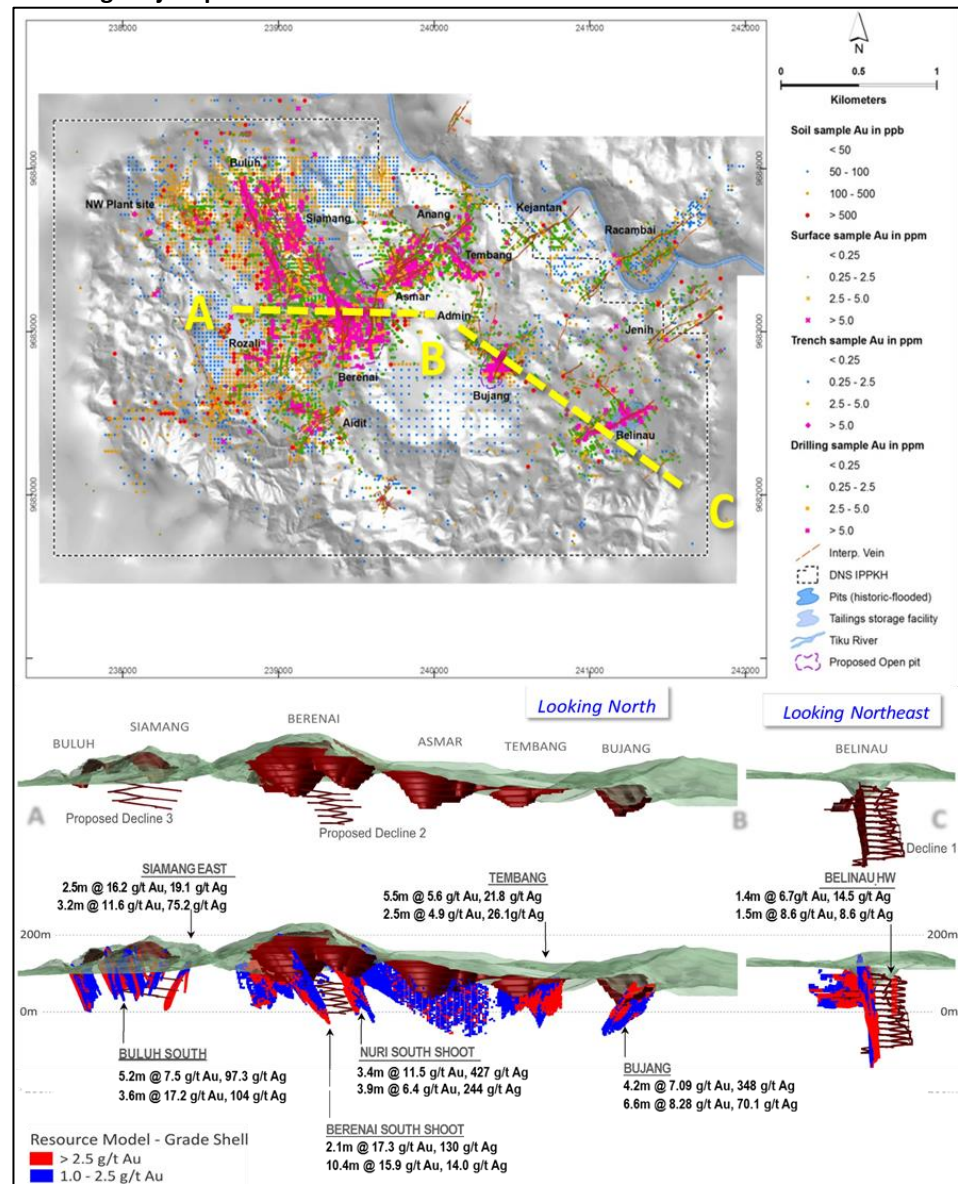 238000 239000 240000 241000 242000
N
0 0.5 1
Kilometers
Soil sample Au in ppb
< 50
50 - 100
100 - 500
> 500
Surface sample Au in ppm
< 0.25
0.25 - 2.5
2.5 - 5.0
> 5.0
Trench sample Au in ppm
< 0.25
0.25 - 2.5
2.5 - 5.0
> 5.0
Drilling sample Au in ppm
< 0.25
0.25 - 2.5
2.5 - 5.0
> 5.0
Interp. Vein
DNS IPPKH
Pits (historic-flooded)
Tailings storage facility
Tiku River
Proposed Open pit
9684000
9684000
Buluh
NW Plant site
Siamang
Anang
Kejantan
Racambai
Tembang
Asmar
A
Admin
9683000
9683000
Rozali
B
Jenih
Berenai
Bujang
Aidit
Belinau
9682000
9682000
C
238000 239000 240000 241000 242000
Looking North
Looking Northeast
BULUH
SIAMANG
BERENAI
ASMAR
TEMBANG
BUJANG
BELINAU
A
B
C
Proposed Decline 3
Proposed Decline 2
Decline 1
SIAMANG EAST
2.5m @ 16.2 g/t Au, 19.1 g/t Ag
3.2m @ 11.6 g/t Au, 75.2 g/t Ag
TEMBANG
5.5m @ 5.6 g/t Au, 21.8 g/t Ag
2.5m @ 4.9 g/t Au, 26.1g/t Ag
BELINAU HW
1.4m @ 6.7g/t Au, 14.5 g/t Ag
1.5m @ 8.6 g/t Au, 8.6 g/t Ag
200m
200m
0m
0m
BULUH SOUTH
5.2m @ 7.5 g/t Au, 97.3 g/t Ag
3.6m @ 17.2 g/t Au, 104 g/t Ag
NURI SOUTH SHOOT
3.4m @ 11.5 g/t Au, 427 g/t Ag
3.9m @ 6.4 g/t Au, 244 g/t Ag
BUJANG
4.2m @ 7.09 g/t Au, 348 g/t Ag
6.6m @ 8.28 g/t Au, 70.1 g/t Ag
BERENAI SOUTH SHOOT
2.1m @ 17.3 g/t Au, 130 g/t Ag
10.4m @ 15.9 g/t Au, 14.0 g/t Ag
Resource Model - Grade Shell
> 2.5 g/t Au
1.0 - 2.5 g/t Au